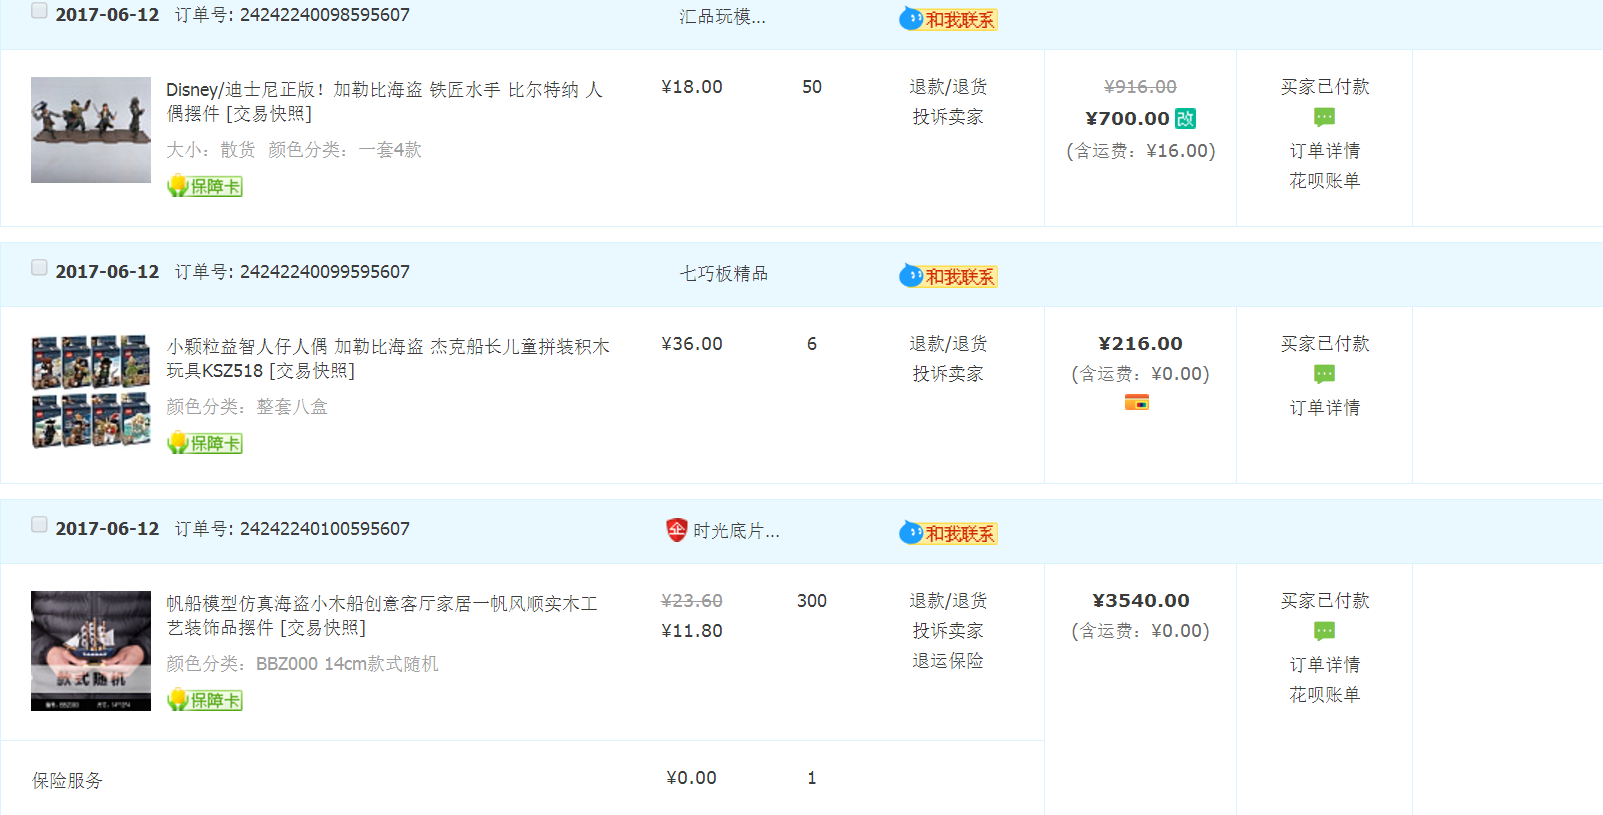 2017-06-12 订单号: 24242240098595607 汇品玩模... 和我联系
Disney/迪士尼正版！加勒比海盗 铁匠水手 比尔特纳 人 ¥18.00 50 退款/退货 ¥916.00 买家已付款
偶摆件 [交易快照] 投诉卖家 ¥700.00 改
大小：散货 颜色分类：一套4款 (含运费：¥16.00) 订单详情
保障卡 花呗账单
2017-06-12 订单号: 24242240099595607 七巧板精品 和我联系
小颗粒益智人仔人偶 加勒比海盗 杰克船长儿童拼装积木 ¥36.00 6 退款/退货 ¥216.00 买家已付款
玩具KSZ518 [交易快照] 投诉卖家 (含运费：¥0.00)
颜色分类：整套八盒 订单详情
保障卡
2017-06-12 订单号: 24242240100595607 企 时光底片... 和我联系
帆船模型仿真海盗小木船创意客厅家居一帆风顺实木工 ¥23.60 300 退款/退货 ¥3540.00 买家已付款
艺装饰品摆件 [交易快照] ¥11.80 投诉卖家 (含运费：¥0.00)
颜色分类：BBZ000 14cm款式随机 退运保险 订单详情
款式随机
保障卡 花呗账单
保险服务 ¥0.00 1